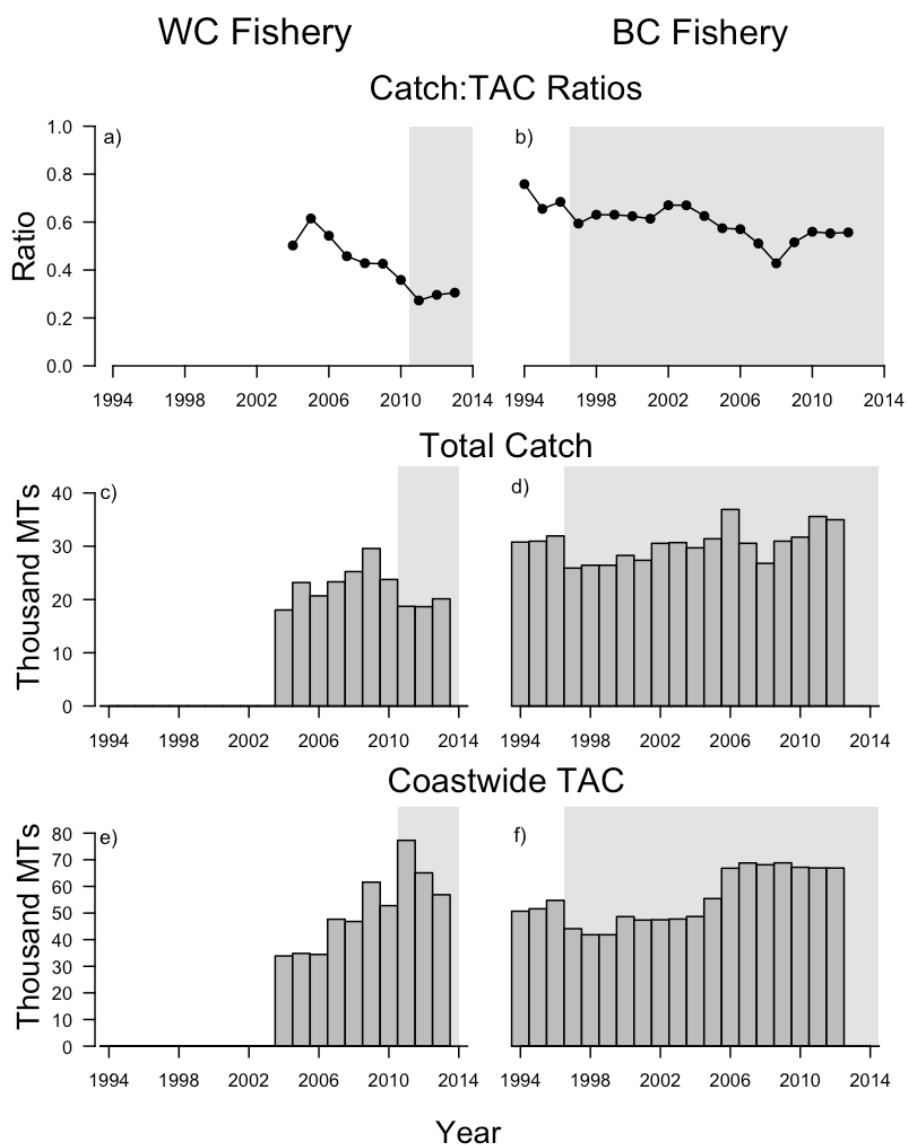 WC Fishery BC Fishery
Catch:TAC Ratios
a) b)
1.0
0.8
0.6
0.4
0.2
0.0
Ratio
1994 1998 2002 2006 2010 2014 1994 1998 2002 2006 2010 2014
Total Catch
c) d)
40
30
20
10
0
Thousand MTs
1994 1998 2002 2006 2010 2014 1994 1998 2002 2006 2010 2014
Coastwide TAC
e) f)
80
70
60
50
40
30
20
10
0
Thousand MTs
1994 1998 2002 2006 2010 2014 1994 1998 2002 2006 2010 2014
Year